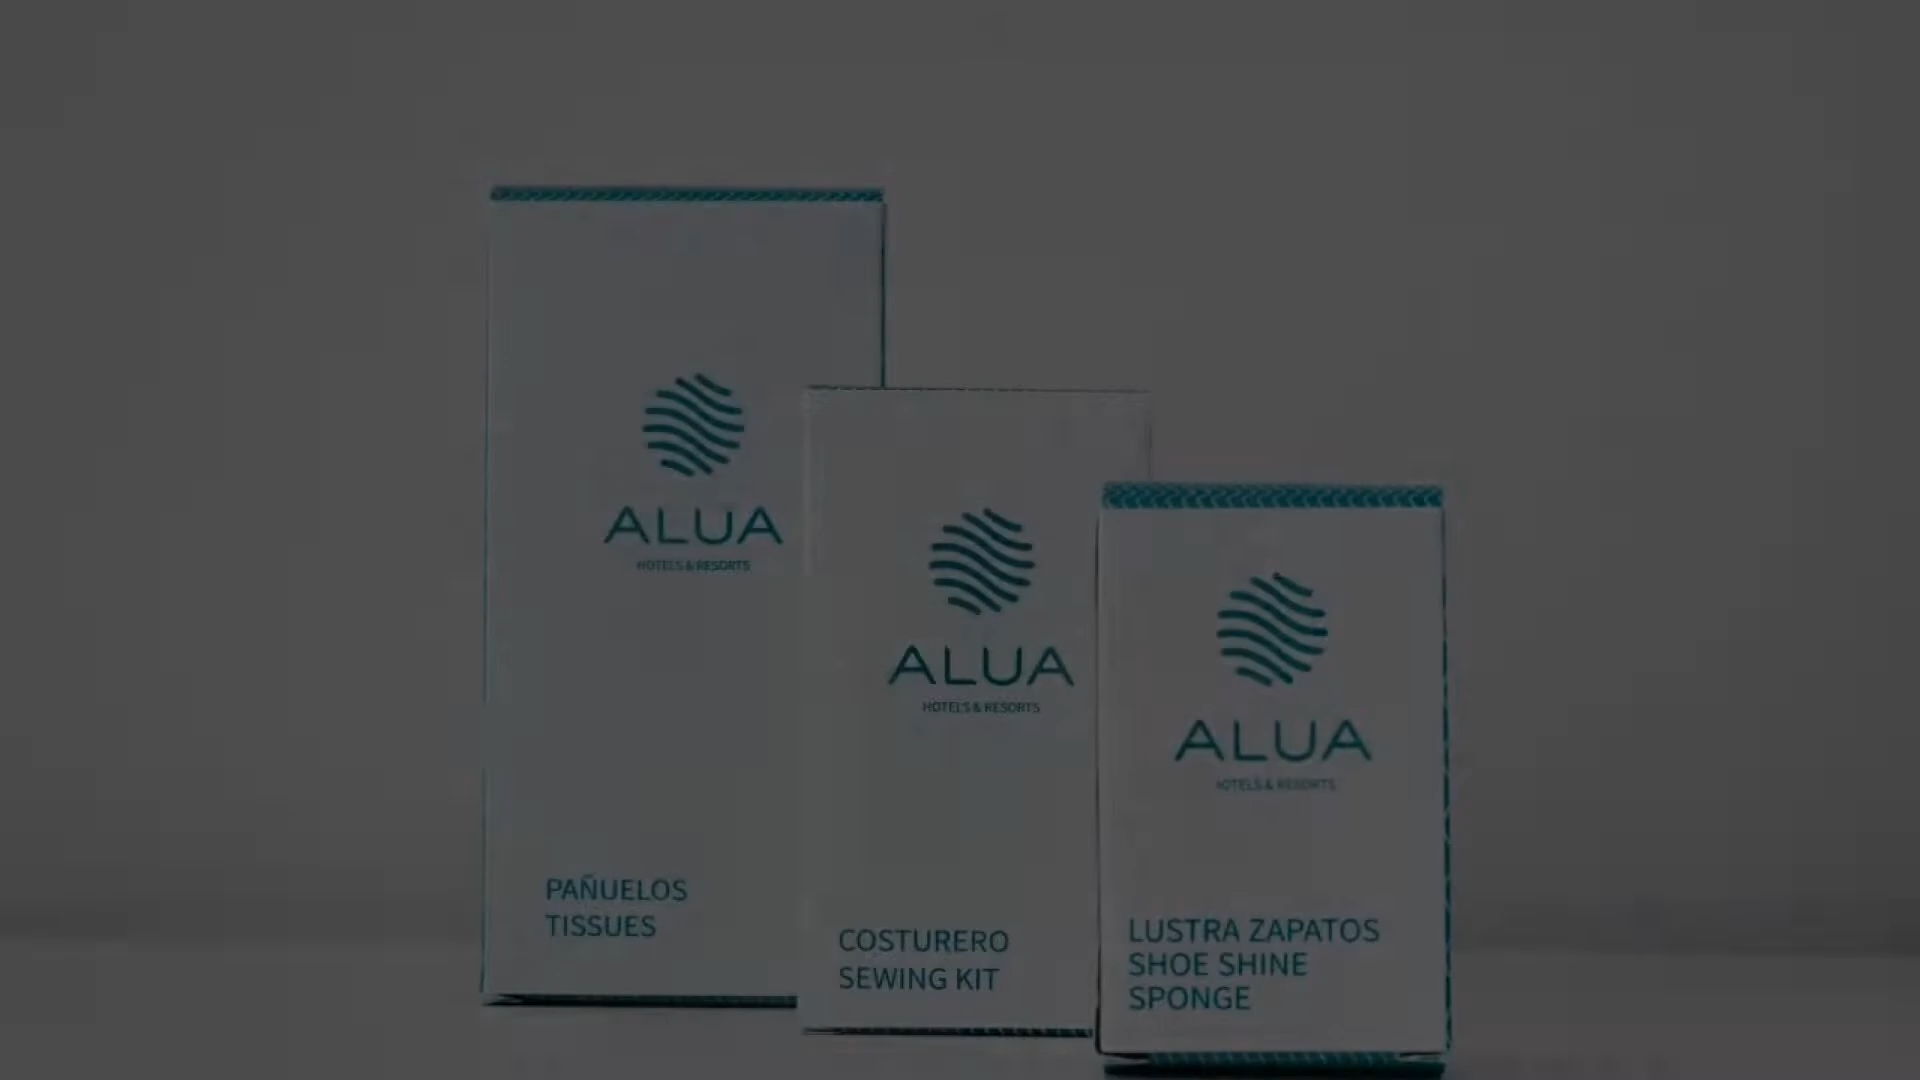 ALUA
HOTELS & RESORTS
PAÑUELOS
TISSUES
ALUA
HOTELS & RESORTS
COSTURERO
SEWING KIT
ALUA
HOTELS & RESORTS
LUSTRA ZAPATOS
SHOE SHINE
SPONGE